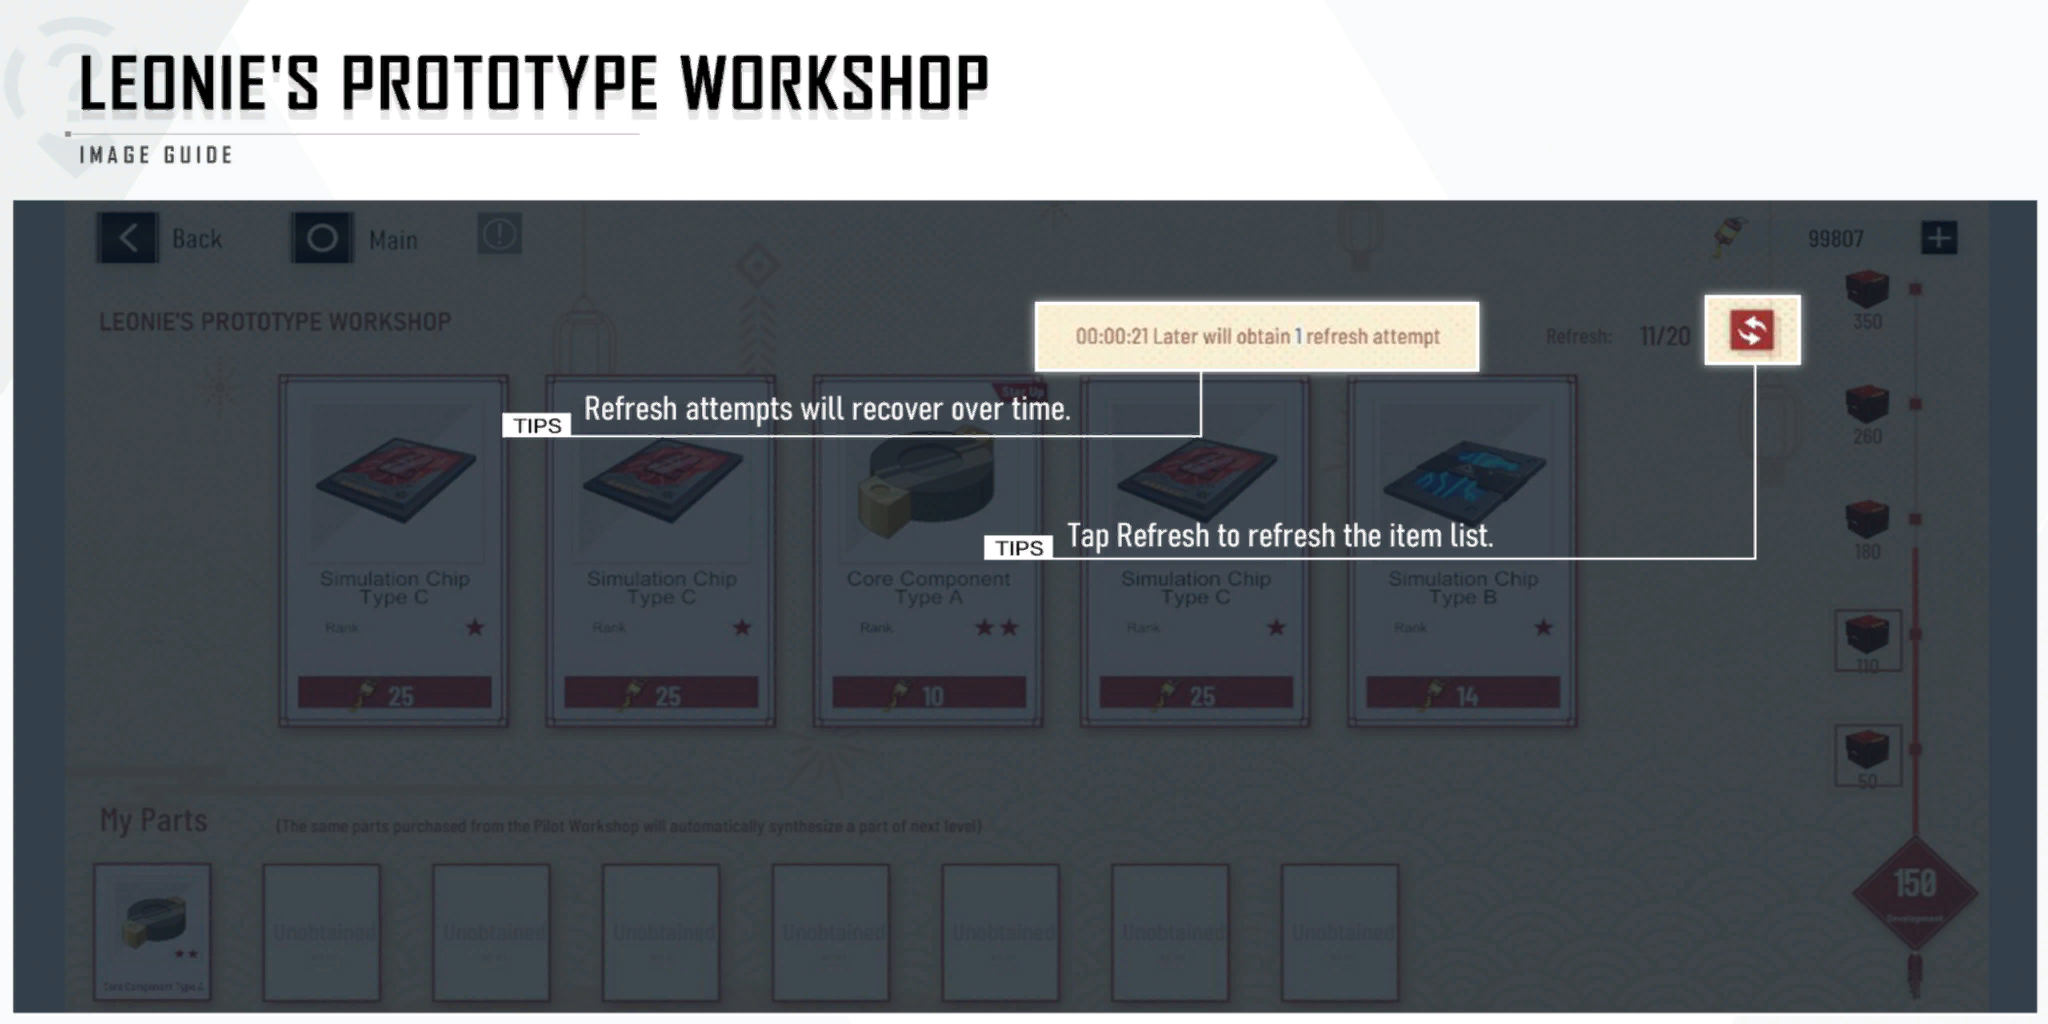 LEONIE'S PROTOTYPE WORKSHOP
IMAGE GUIDE
Back
Main
99807
LEONIE'S PROTOTYPE WORKSHOP
00:00:21 Later will obtain 1 refresh attempt
Refresh: 11/20
350
260
180
110
50
150
Development
Star Up
TIPS Refresh attempts will recover over time.
TIPS Tap Refresh to refresh the item list.
Simulation Chip
Type C
Rank
25
Simulation Chip
Type C
Rank
25
Core Component
Type A
Rank
10
Simulation Chip
Type C
Rank
25
Simulation Chip
Type B
Rank
14
My Parts
(The same parts purchased from the Pilot Workshop will automatically synthesize a part of next level)
Core Component Type A
Unobtained
Unobtained
Unobtained
Unobtained
Unobtained
Unobtained
Unobtained